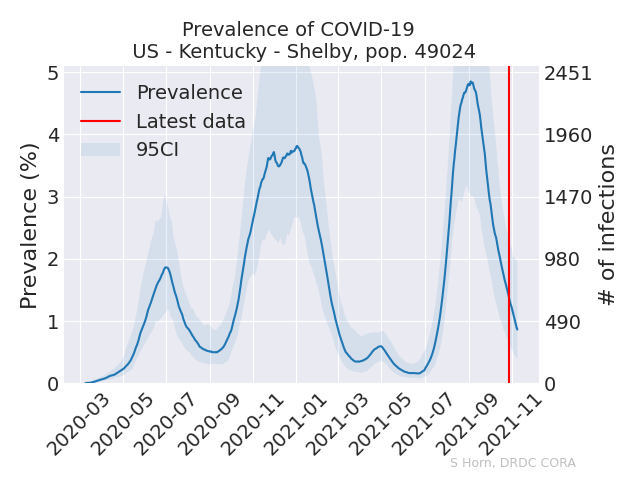 Prevalence of COVID-19
US - Kentucky - Shelby, pop. 49024
Prevalence (%)
5
4
3
2
1
0
Prevalence
Latest data
95CI
2451
1960
1470
980
490
0
# of infections
2020-03
2020-05
2020-07
2020-09
2020-11
2021-01
2021-03
2021-05
2021-07
2021-09
2021-11
S Horn, DRDC CORA